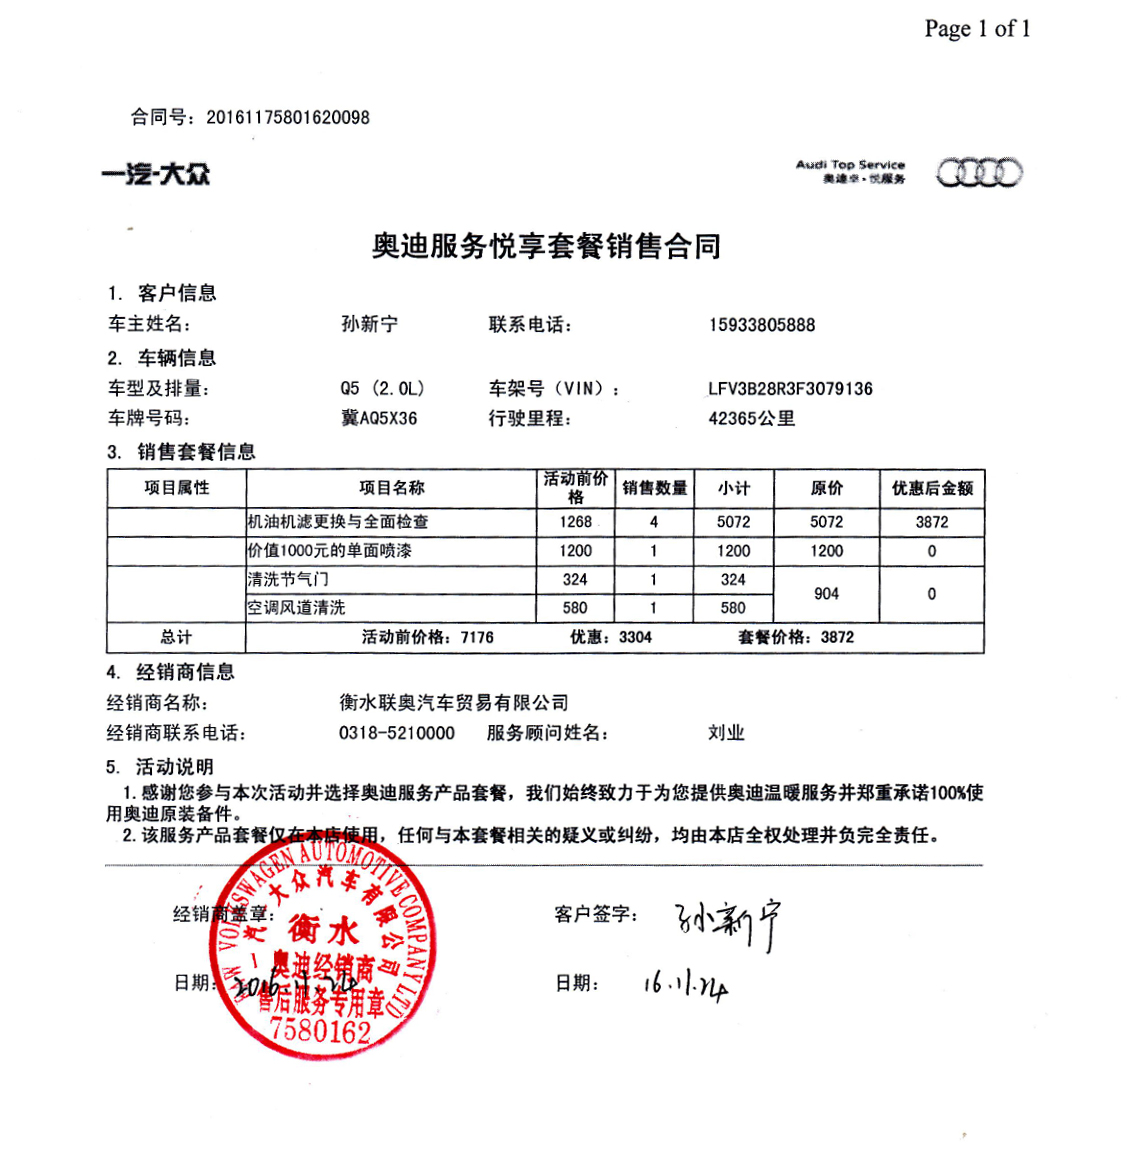 Page 1 of 1
合同号：20161175801620098
一汽-大众
Audi Top Service
奥迪卓·悦服务
奥迪服务悦享套餐销售合同
1. 客户信息
车主姓名： 孙新宁 联系电话： 15933805888
2. 车辆信息
车型及排量： Q5 (2.0L) 车架号（VIN）： LFV3B28R3F3079136
车牌号码： 冀AQ5X36 行驶里程： 42365公里
3. 销售套餐信息
项目属性 项目名称 活动前价格 销售数量 小计 原价 优惠后金额
机油机滤更换与全面检查 1268 4 5072 5072 3872
价值1000元的单面喷漆 1200 1 1200 1200 0
清洗节气门 324 1 324 904 0
空调风道清洗 580 1 580
总计 活动前价格：7176 优惠：3304 套餐价格：3872
4. 经销商信息
经销商名称： 衡水联奥汽车贸易有限公司
经销商联系电话： 0318-5210000 服务顾问姓名： 刘业
5. 活动说明
1.感谢您参与本次活动并选择奥迪服务产品套餐，我们始终致力于为您提供奥迪温暖服务并郑重承诺100%使
用奥迪原装备件。
2.该服务产品套餐仅在本店使用，任何与本套餐相关的疑义或纠纷，均由本店全权处理并负完全责任。
经销商盖章： 客户签字： 孙新宁
日期：2016.11.24 日期： 16.11.24
FAW VOLKSWAGEN AUTOMOTIVE COMPANY LTD
一汽-大众汽车有限公司
衡水
奥迪经销商
售后服务专用章
7580162